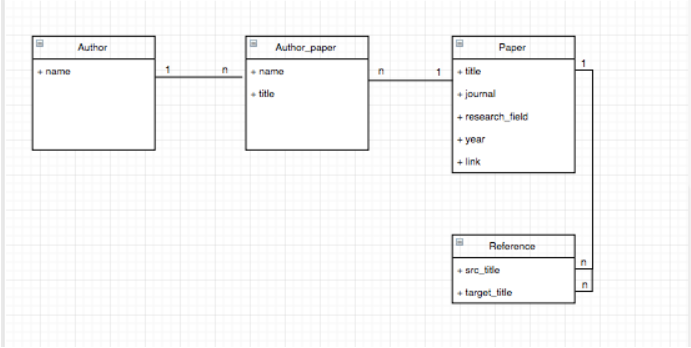 Author
+ name
1
n
Author_paper
+ name
+ title
n
1
Paper
+ title
+ journal
+ research_field
+ year
+ link
1
Reference
+ src_title
+ target_title
n
n